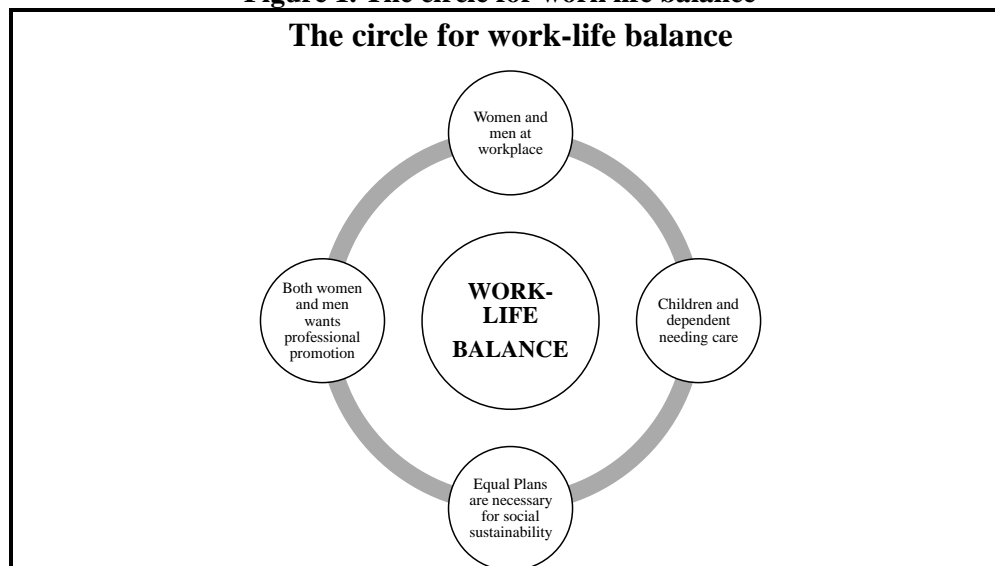 Figure 1. The circle for work life balance
The circle for work-life balance
Women and
men at
workplace
Both women
and men
wants
professional
promotion
WORK-
LIFE
BALANCE
Children and
dependent
needing care
Equal Plans
are necessary
for social
sustainability